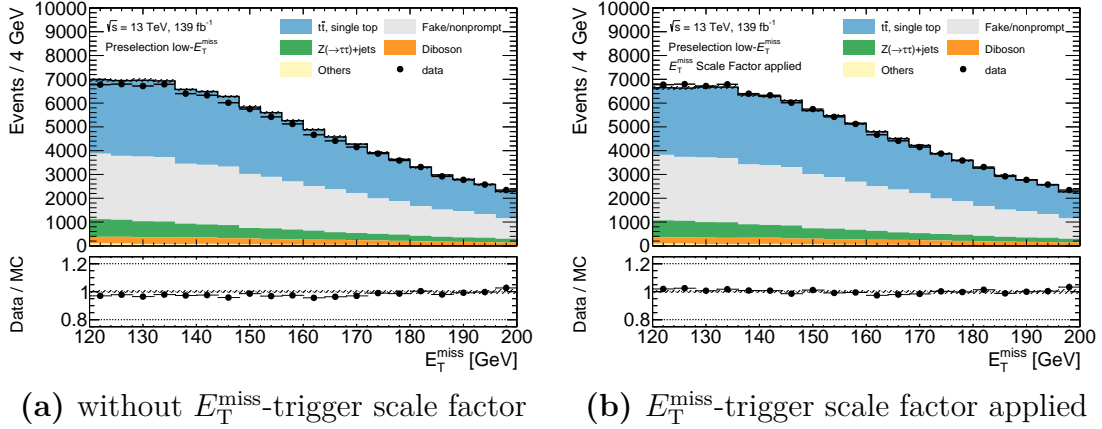 Events / 4 GeV
10000
9000
8000
7000
6000
5000
4000
3000
2000
1000
0
√s = 13 TeV, 139 fb⁻¹
Preselection low-E_T^miss
tt̄, single top
Fake/nonprompt
Z(→ττ)+jets
Diboson
Others
data
Data / MC
1.2
1
0.8
120 130 140 150 160 170 180 190 200
E_T^miss [GeV]
(a) without E_T^miss-trigger scale factor
Events / 4 GeV
10000
9000
8000
7000
6000
5000
4000
3000
2000
1000
0
√s = 13 TeV, 139 fb⁻¹
Preselection low-E_T^miss
E_T^miss Scale Factor applied
tt̄, single top
Fake/nonprompt
Z(→ττ)+jets
Diboson
Others
data
Data / MC
1.2
1
0.8
120 130 140 150 160 170 180 190 200
E_T^miss [GeV]
(b) E_T^miss-trigger scale factor applied